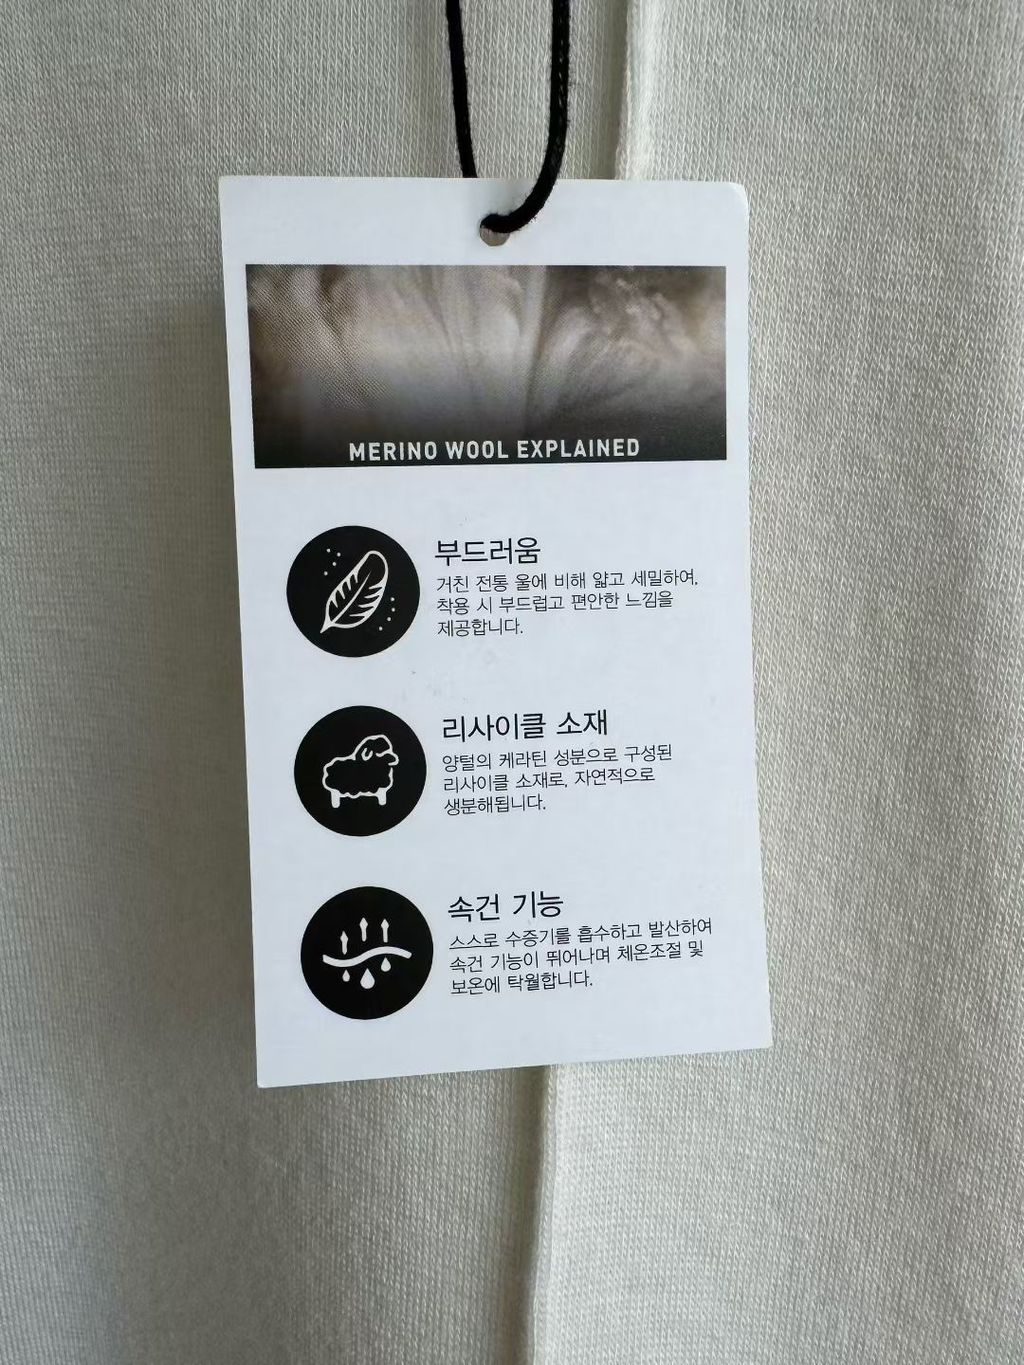 MERINO WOOL EXPLAINED
부드러움
거친 전통 울에 비해 얇고 세밀하여,
착용 시 부드럽고 편안한 느낌을
제공합니다.
리사이클 소재
양털의 케라틴 성분으로 구성된
리사이클 소재로, 자연적으로
생분해됩니다.
속건 기능
스스로 수증기를 흡수하고 발산하여
속건 기능이 뛰어나며 체온조절 및
보온에 탁월합니다.